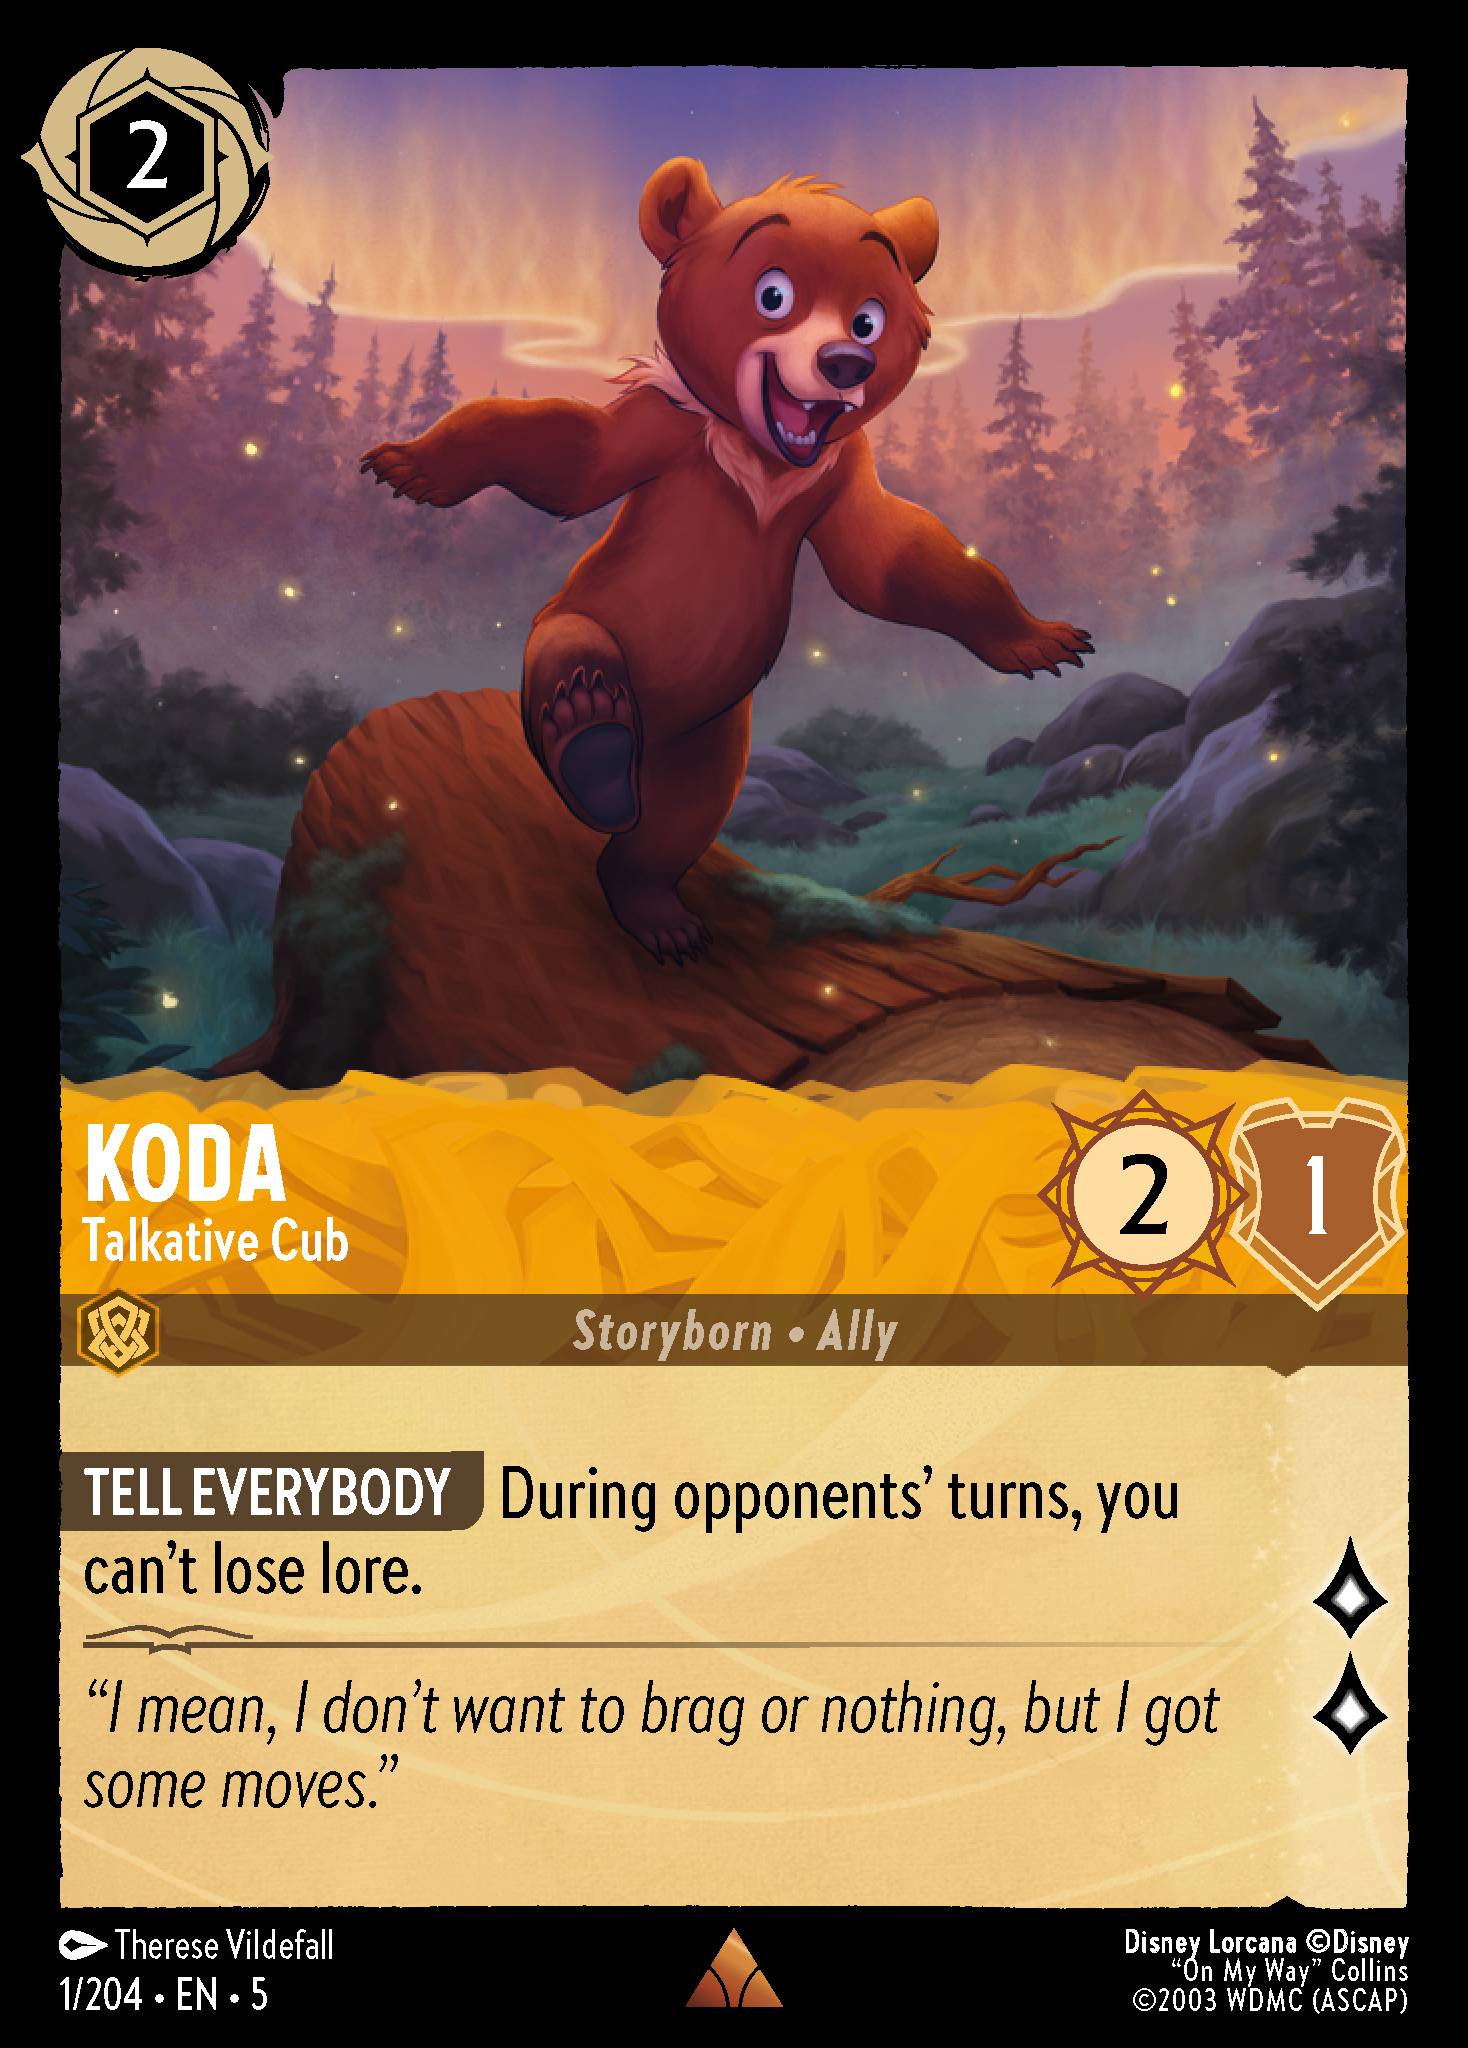 2
KODA
Talkative Cub
2
1
Storyborn • Ally
TELL EVERYBODY During opponents’ turns, you
can’t lose lore.
“I mean, I don’t want to brag or nothing, but I got
some moves.”
Therese Vildefall
1/204 • EN • 5
Disney Lorcana ©Disney
“On My Way” Collins
©2003 WDMC (ASCAP)